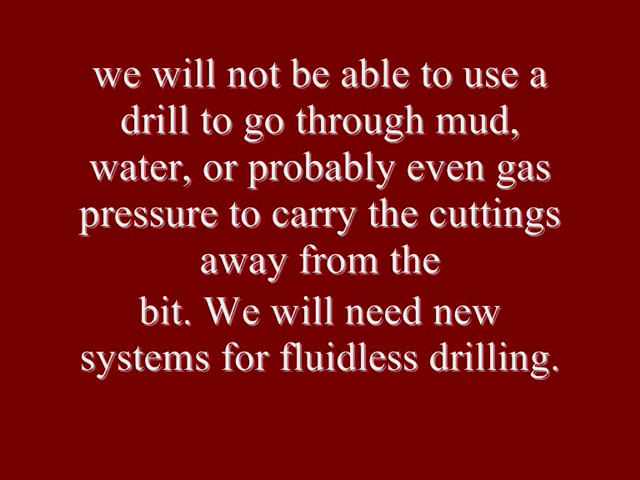 we will not be able to use a
drill to go through mud,
water, or probably even gas
pressure to carry the cuttings
away from the
bit. We will need new
systems for fluidless drilling.